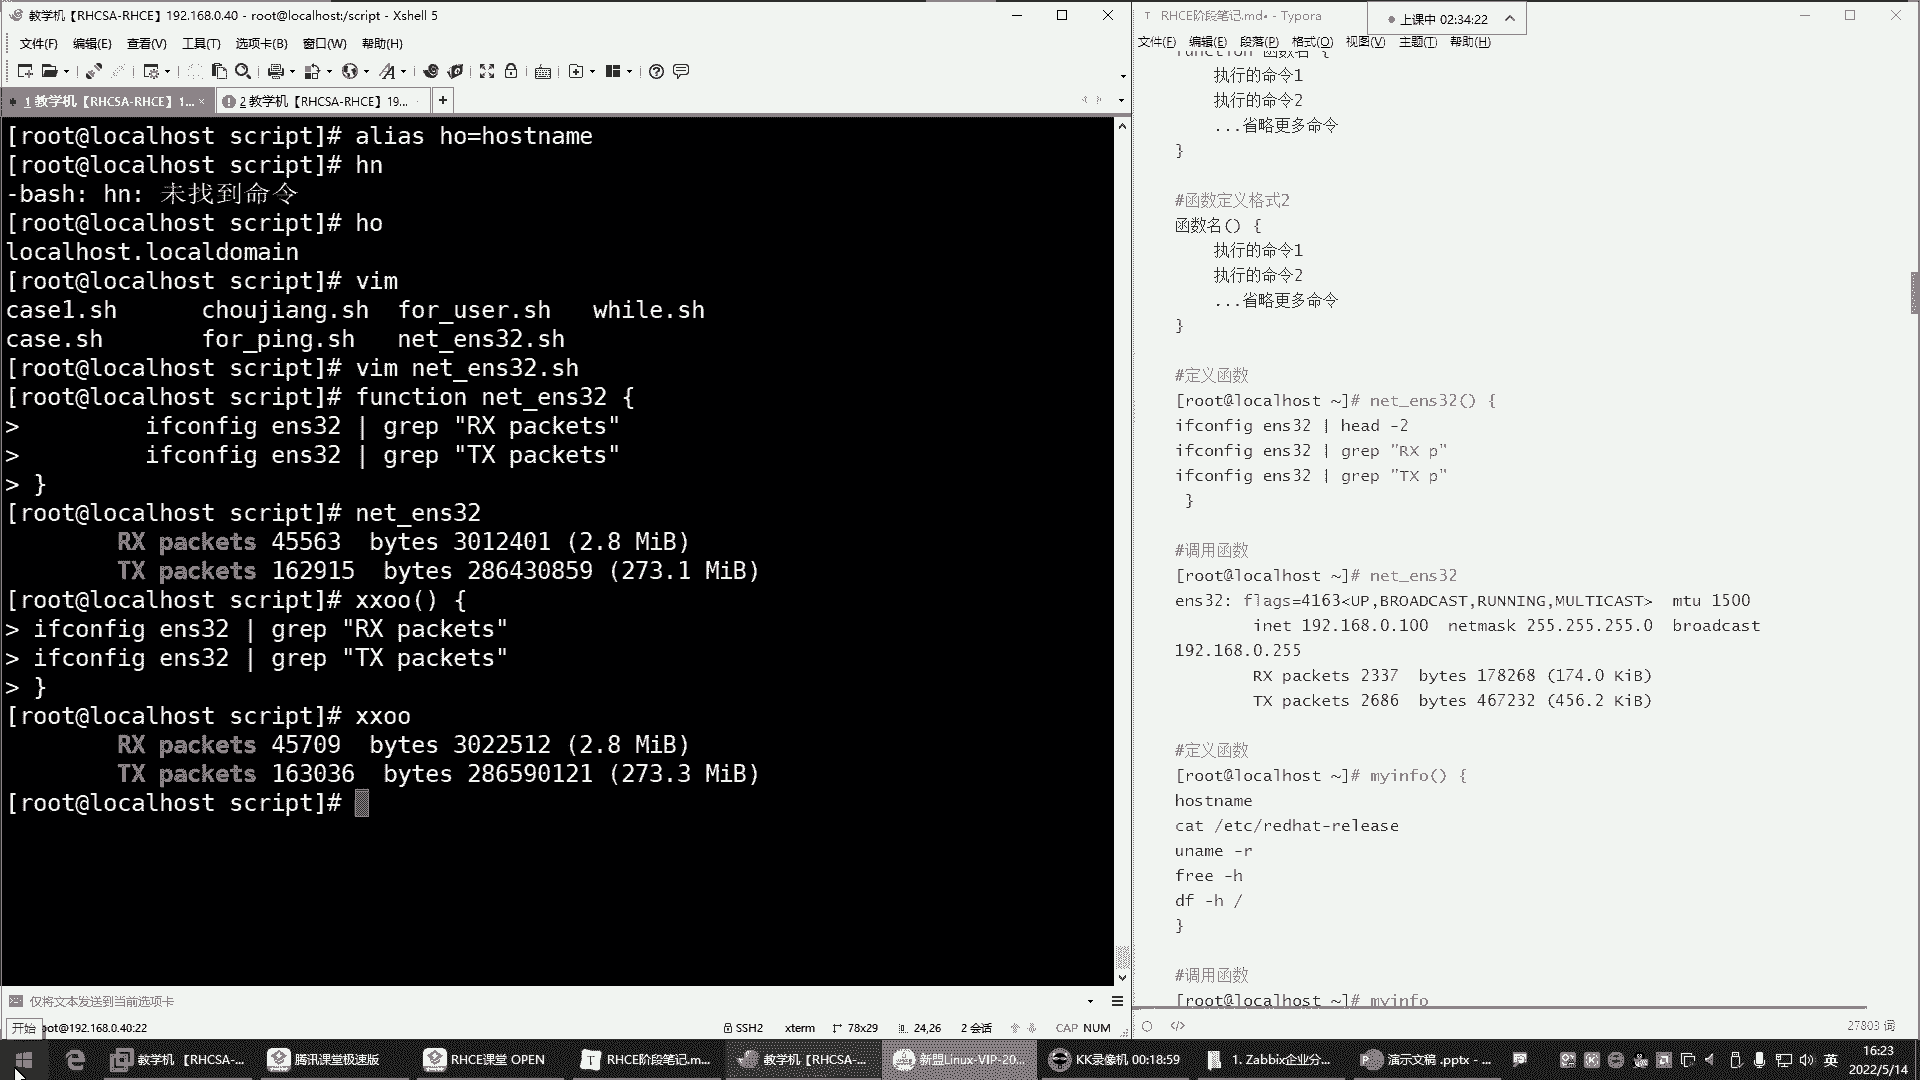 教学机【RHCSA-RHCE】192.168.0.40 - root@localhost:/script - Xshell 5
文件(F) 编辑(E) 查看(V) 工具(T) 选项卡(B) 窗口(W) 帮助(H)
1 教学机【RHCSA-RHCE】1... × 2 教学机【RHCSA-RHCE】19... +
[root@localhost script]# alias ho=hostname
[root@localhost script]# hn
-bash: hn: 未找到命令
[root@localhost script]# ho
localhost.localdomain
[root@localhost script]# vim
case1.sh choujiang.sh for_user.sh while.sh
case.sh for_ping.sh net_ens32.sh
[root@localhost script]# vim net_ens32.sh
[root@localhost script]# function net_ens32 {
> ifconfig ens32 | grep "RX packets"
> ifconfig ens32 | grep "TX packets"
> }
[root@localhost script]# net_ens32
RX packets 45563 bytes 3012401 (2.8 MiB)
TX packets 162915 bytes 286430859 (273.1 MiB)
[root@localhost script]# xxoo() {
> ifconfig ens32 | grep "RX packets"
> ifconfig ens32 | grep "TX packets"
> }
[root@localhost script]# xxoo
RX packets 45709 bytes 3022512 (2.8 MiB)
TX packets 163036 bytes 286590121 (273.3 MiB)
[root@localhost script]#
仅将文本发送到当前选项卡
开始 oot@192.168.0.40:22 SSH2 xterm 78x29 24,26 2 会话 CAP NUM
RHCE阶段笔记.md• - Typora
上课中 02:34:22
文件(F) 编辑(E) 段落(P) 格式(O) 视图(V) 主题(T) 帮助(H)
function 函数名 {
执行的命令1
执行的命令2
...省略更多命令
}
#函数定义格式2
函数名() {
执行的命令1
执行的命令2
...省略更多命令
}
#定义函数
[root@localhost ~]# net_ens32() {
ifconfig ens32 | head -2
ifconfig ens32 | grep "RX p"
ifconfig ens32 | grep "TX p"
}
#调用函数
[root@localhost ~]# net_ens32
ens32: flags=4163<UP,BROADCAST,RUNNING,MULTICAST> mtu 1500
inet 192.168.0.100 netmask 255.255.255.0 broadcast
192.168.0.255
RX packets 2337 bytes 178268 (174.0 KiB)
TX packets 2686 bytes 467232 (456.2 KiB)
#定义函数
[root@localhost ~]# myinfo() {
hostname
cat /etc/redhat-release
uname -r
free -h
df -h /
}
#调用函数
[root@localhost ~]# myinfo
</> 27803 词
教学机【RHCSA-... 腾讯课堂极速版 RHCE课堂 OPEN RHCE阶段笔记.m... 教学机【RHCSA-... 新盟Linux-VIP-20... KK录像机 00:18:59 1. Zabbix企业分... 演示文稿 .pptx - ... 英 16:23
2022/5/14